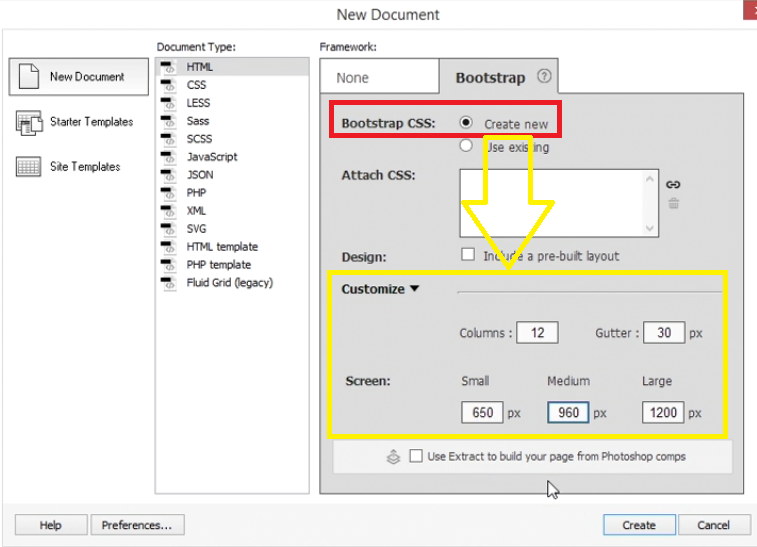 New Document
New Document
Starter Templates
Site Templates
Document Type:
HTML
CSS
LESS
Sass
SCSS
JavaScript
JSON
PHP
XML
SVG
HTML template
PHP template
Fluid Grid (legacy)
Framework:
None
Bootstrap ?
Bootstrap CSS: Create new
Use existing
Attach CSS:
Design: Include a pre-built layout
Customize
Columns : 12 Gutter : 30 px
Screen: Small Medium Large
650 px 960 px 1200 px
Use Extract to build your page from Photoshop comps
Help Preferences... Create Cancel